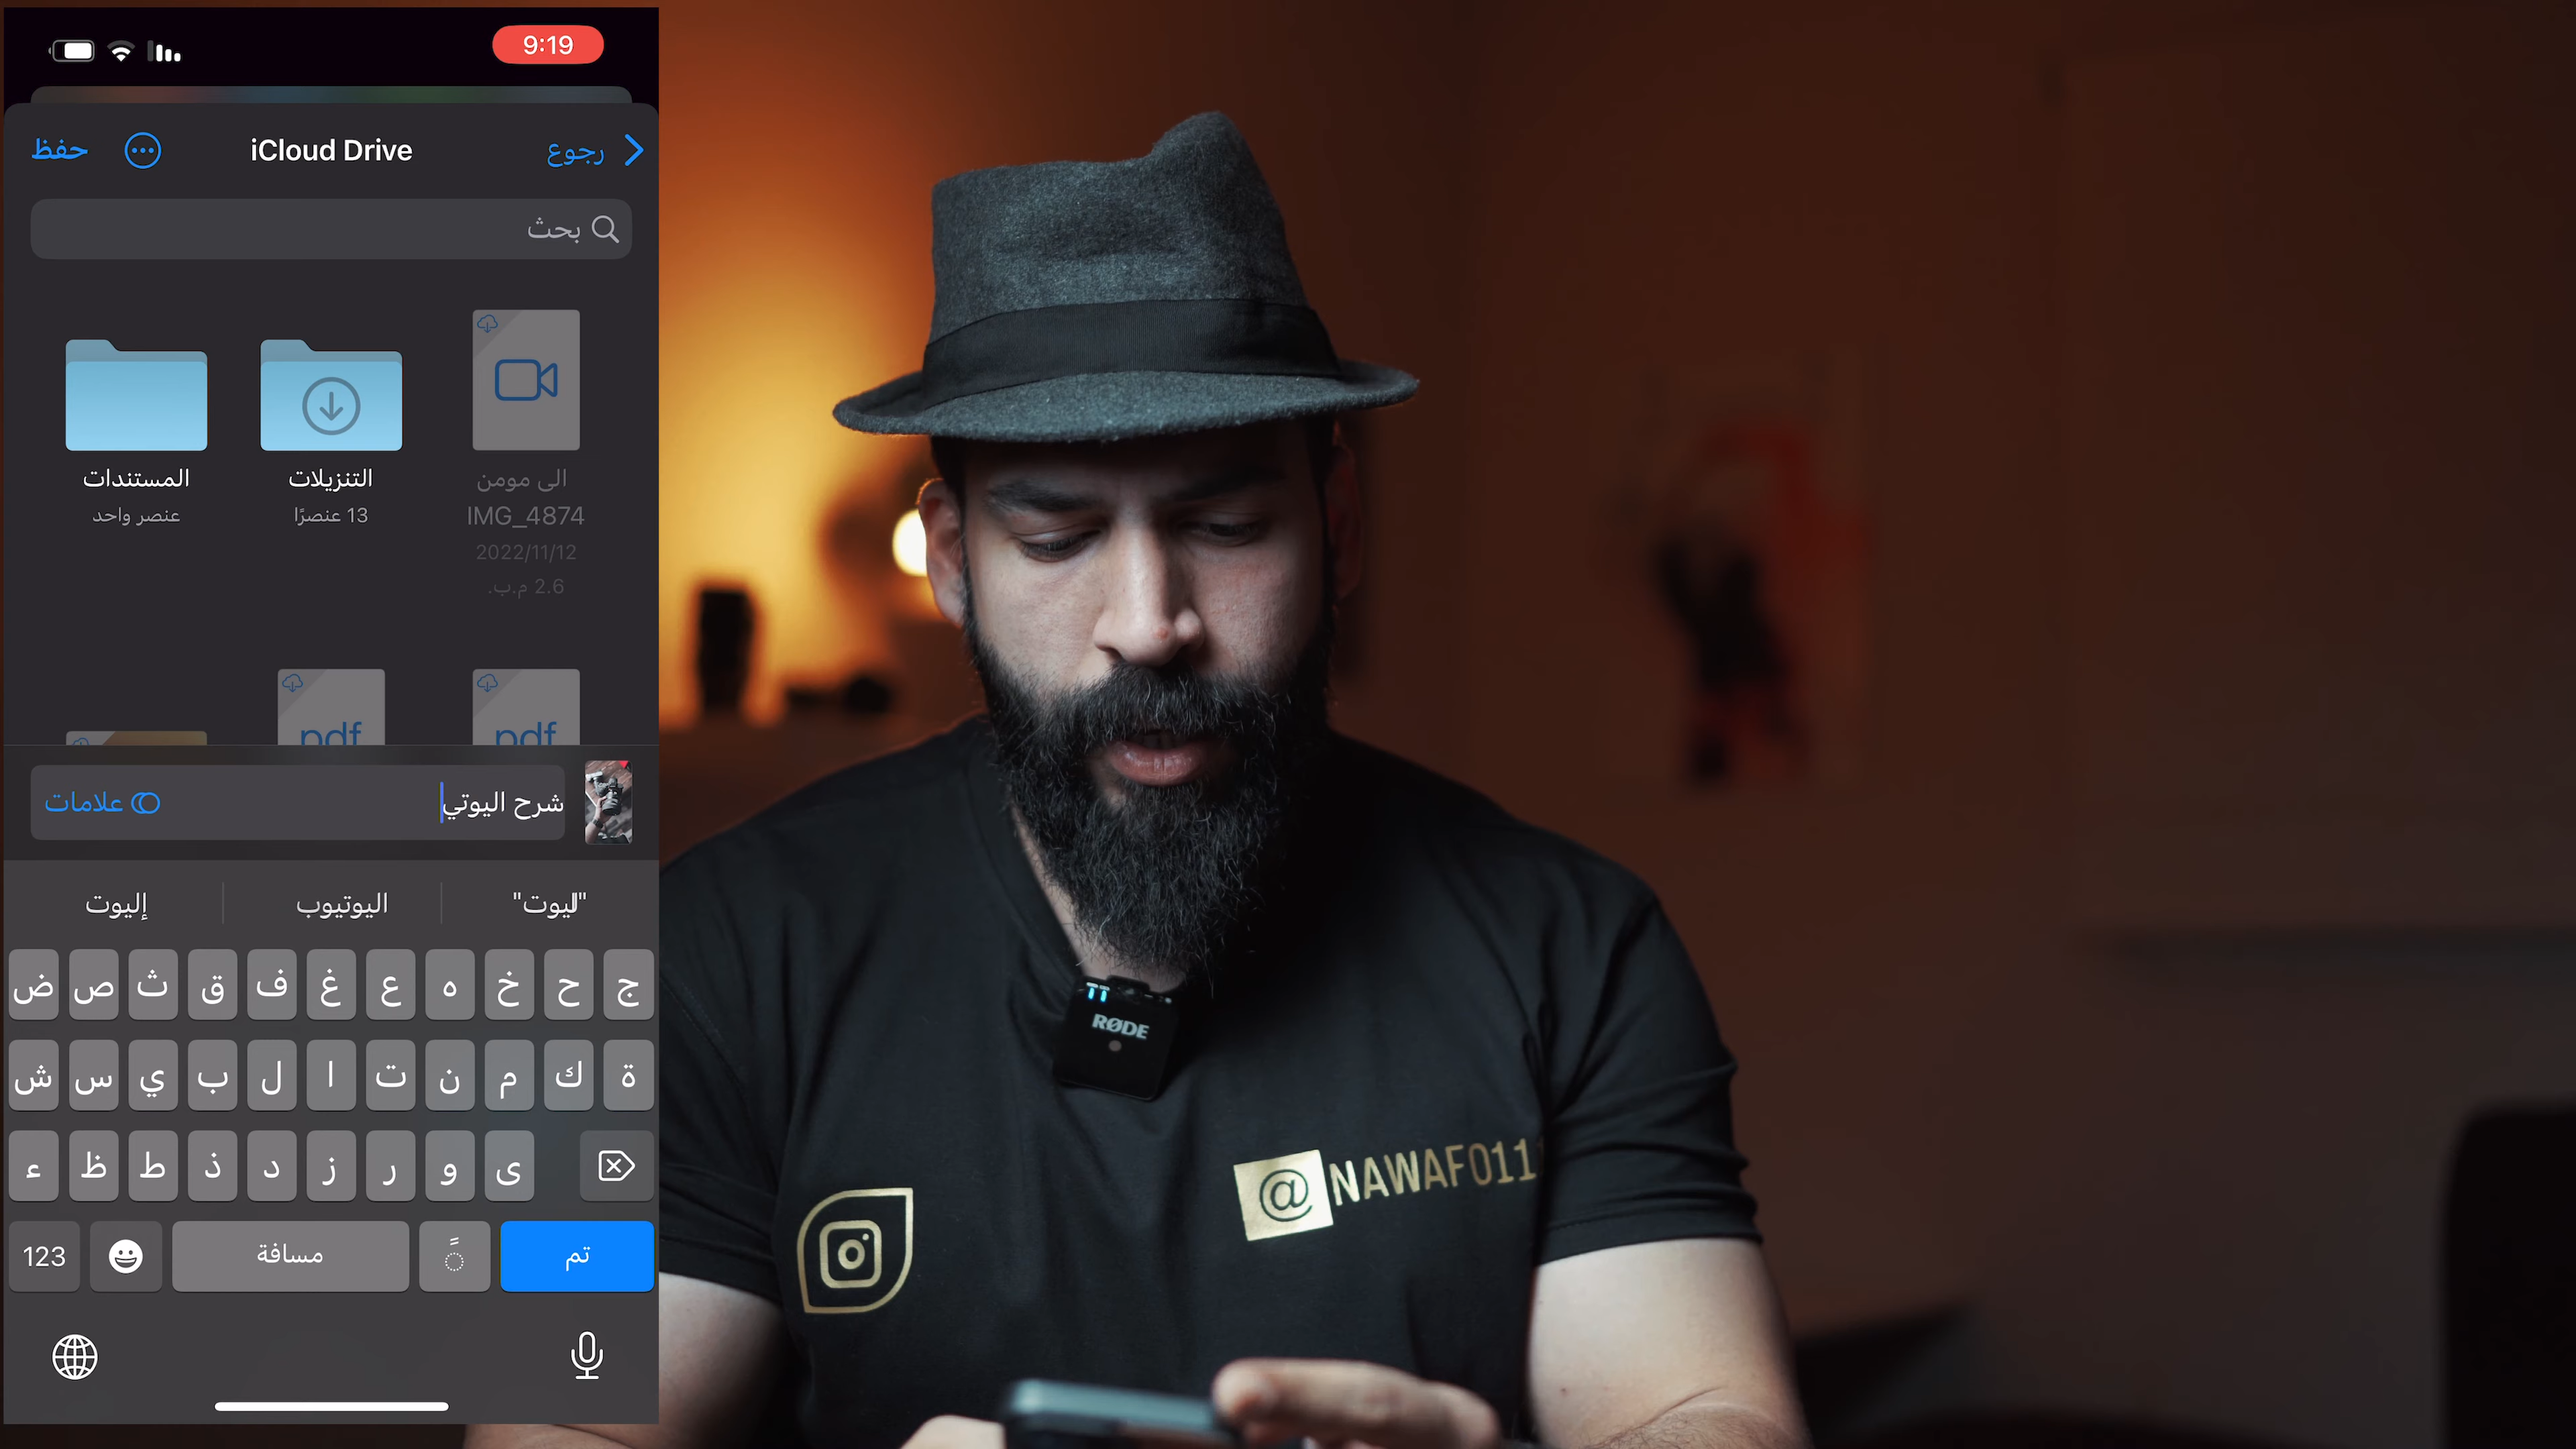 9:19
رجوع
iCloud Drive
حفظ
بحث
المستندات
عنصر واحد
التنزيلات
13 عنصرًا
الى مومن
IMG_4874
2022/11/12
2.6 م.ب.
pdf
pdf
شرح اليوتي
علامات
"اليوت"
اليوتيوب
إليوت
ض ص ث ق ف غ ع ه خ ح ج
ش س ي ب ل ا ت ن م ك ة
ء ظ ط ذ د ز ر و ى
123
مسافة
تم
RØDE
@NAWAF011